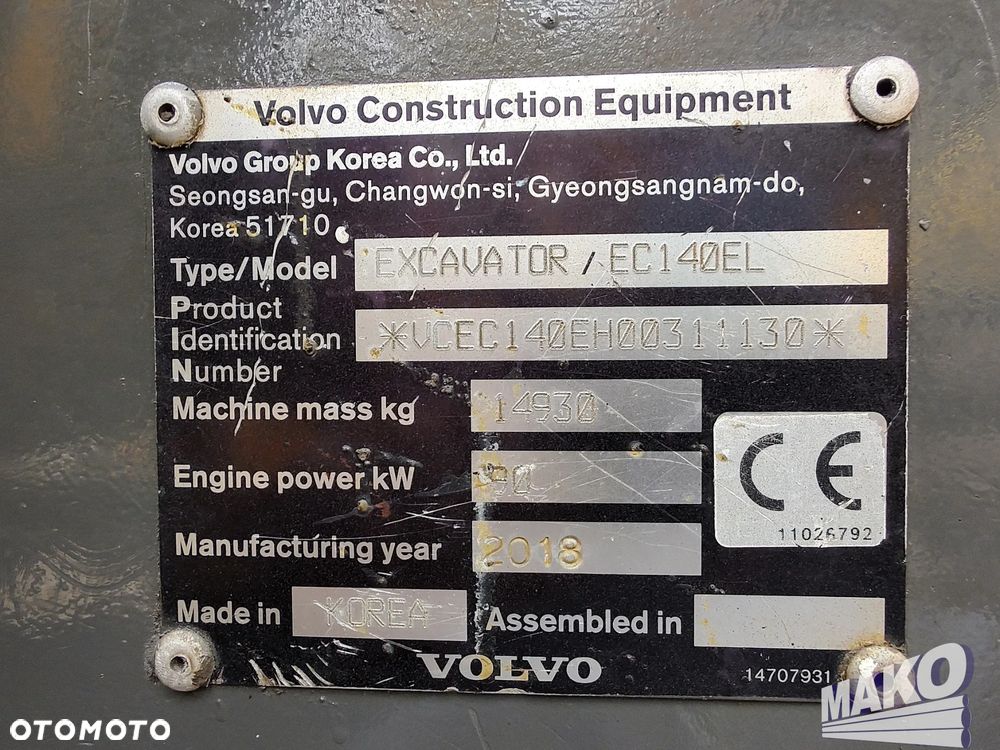 Volvo Construction Equipment
Volvo Group Korea Co., Ltd.
Seongsan-gu, Changwon-si, Gyeongsangnam-do,
Korea 51710
Type/Model EXCAVATOR / EC140EL
Product
Identification *VCEC140EH00311130*
Number
Machine mass kg 14930
Engine power kW 90
CE
11026792
Manufacturing year 2018
Made in KOREA Assembled in
VOLVO
14707931
MAKO
OTOMOTO